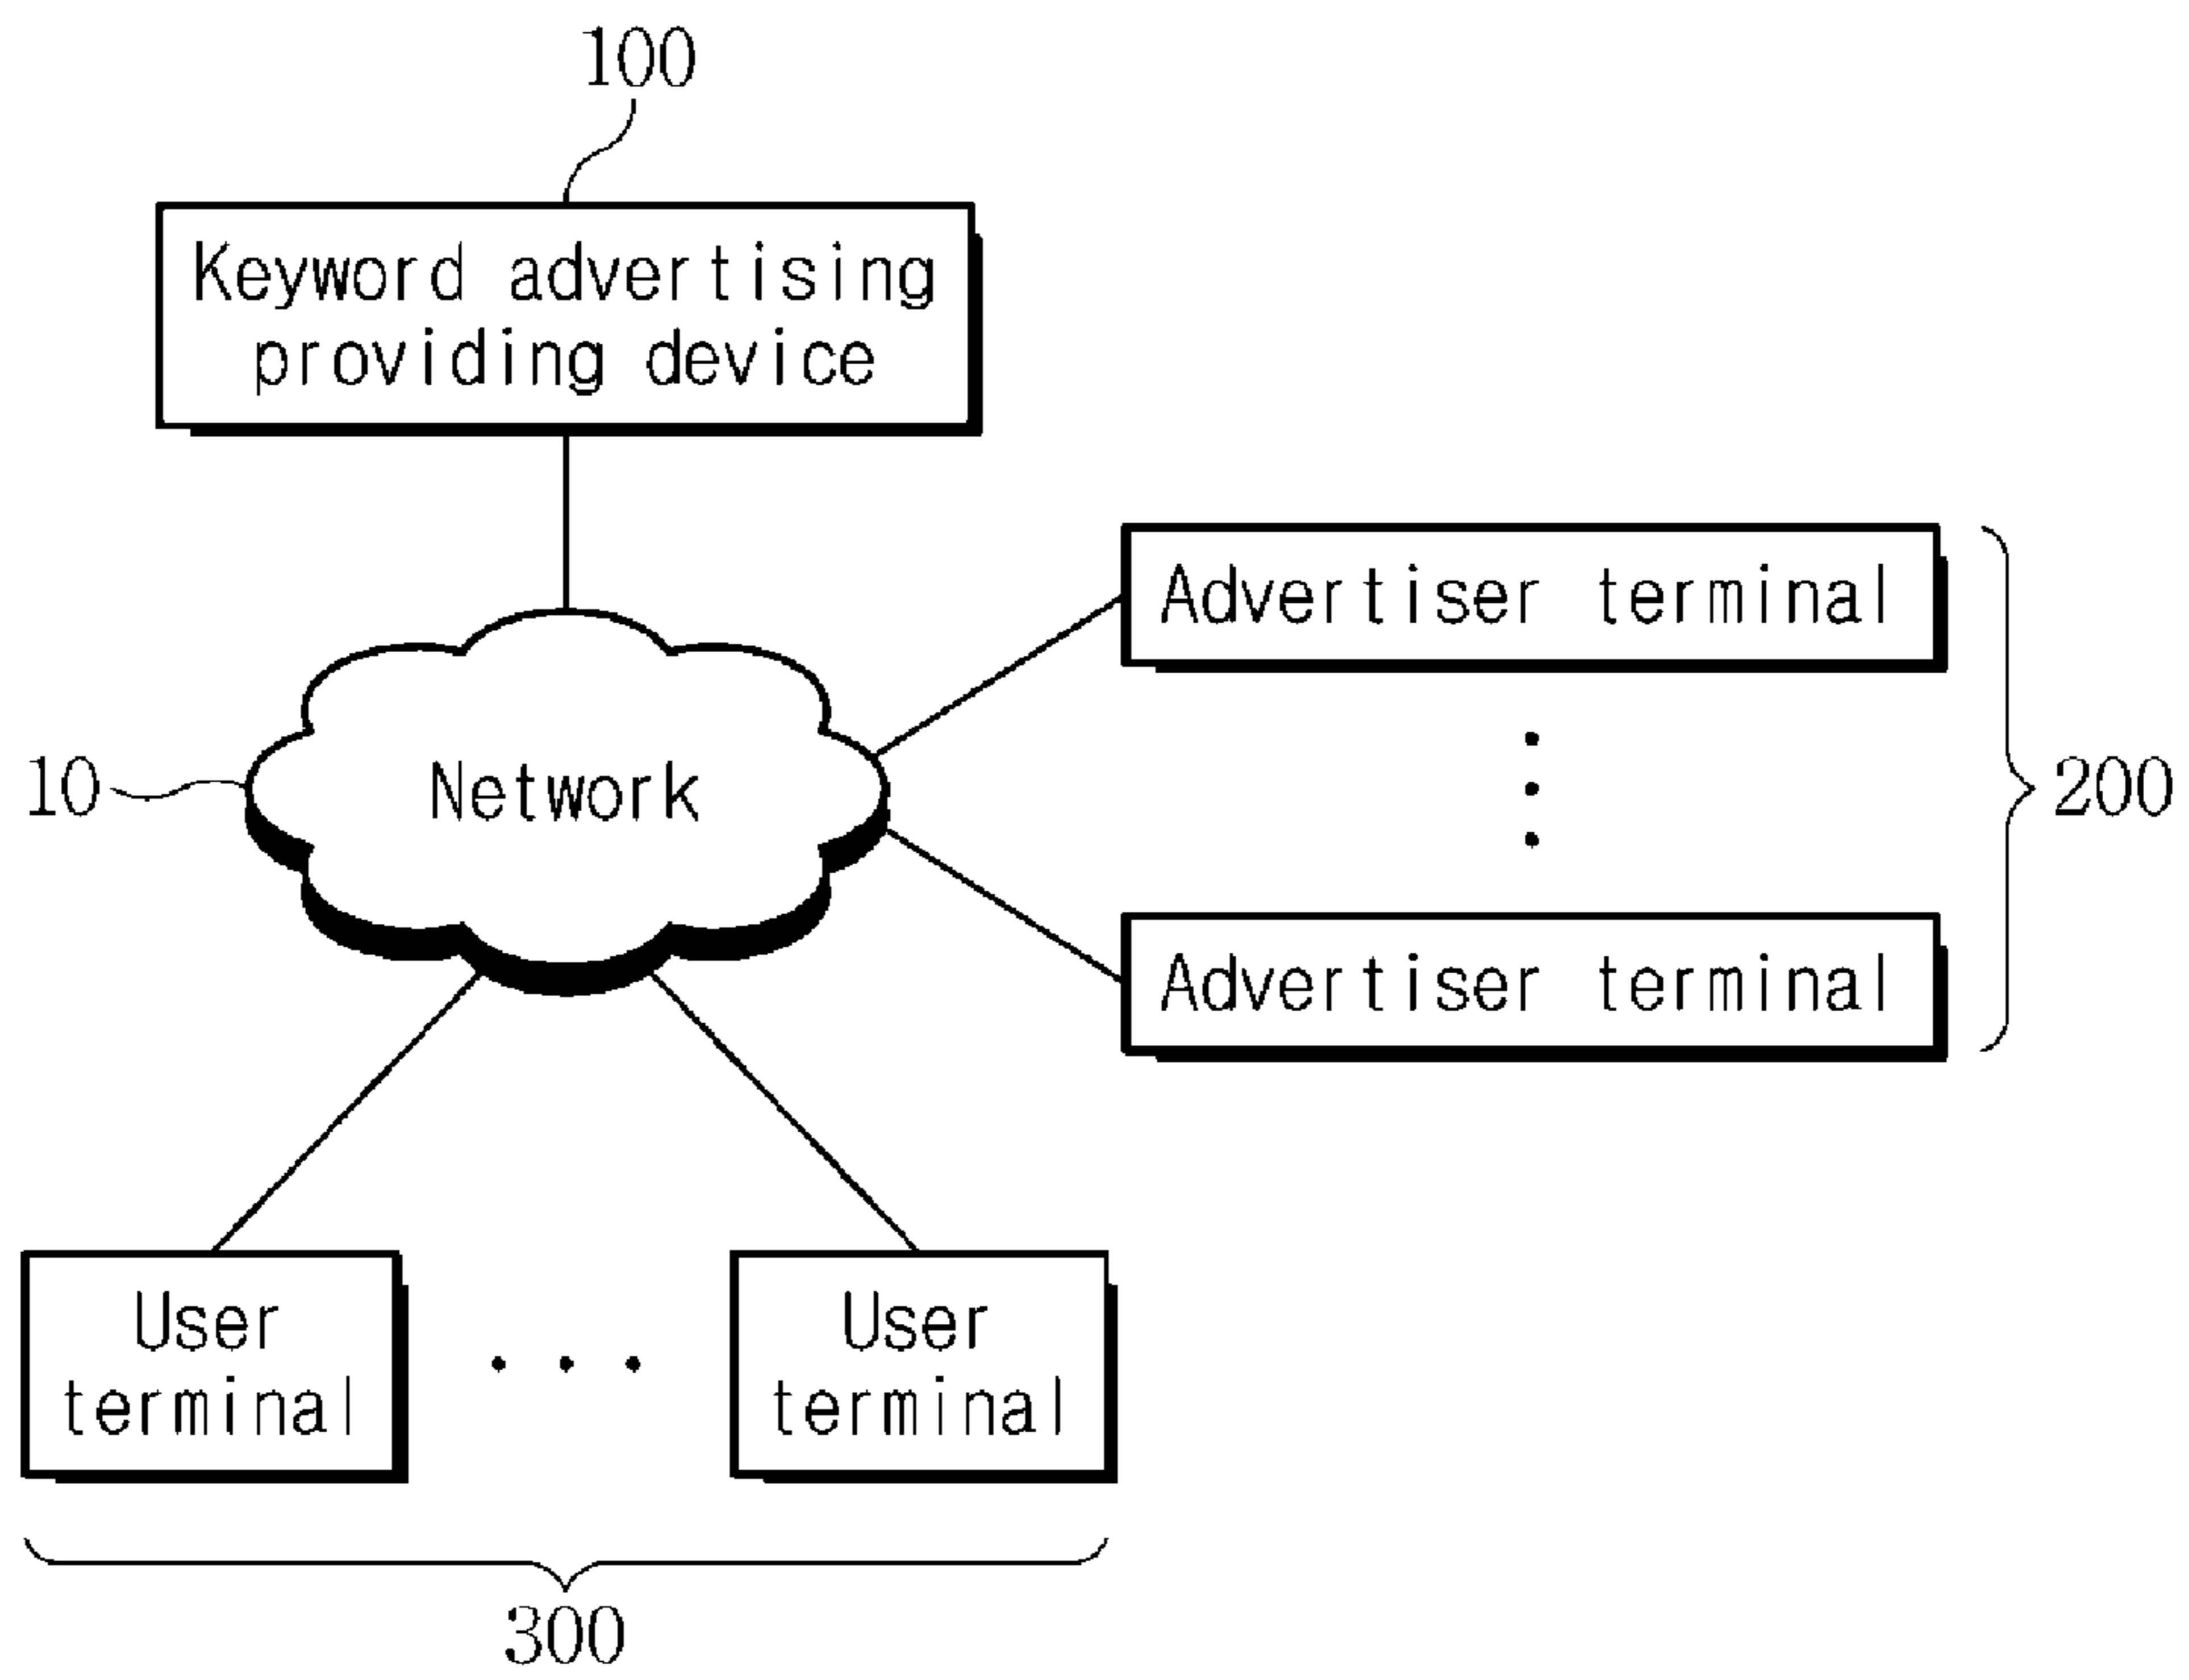 100
Keyword advertising
providing device
Advertiser terminal
10
Network
200
Advertiser terminal
User
terminal
User
terminal
300